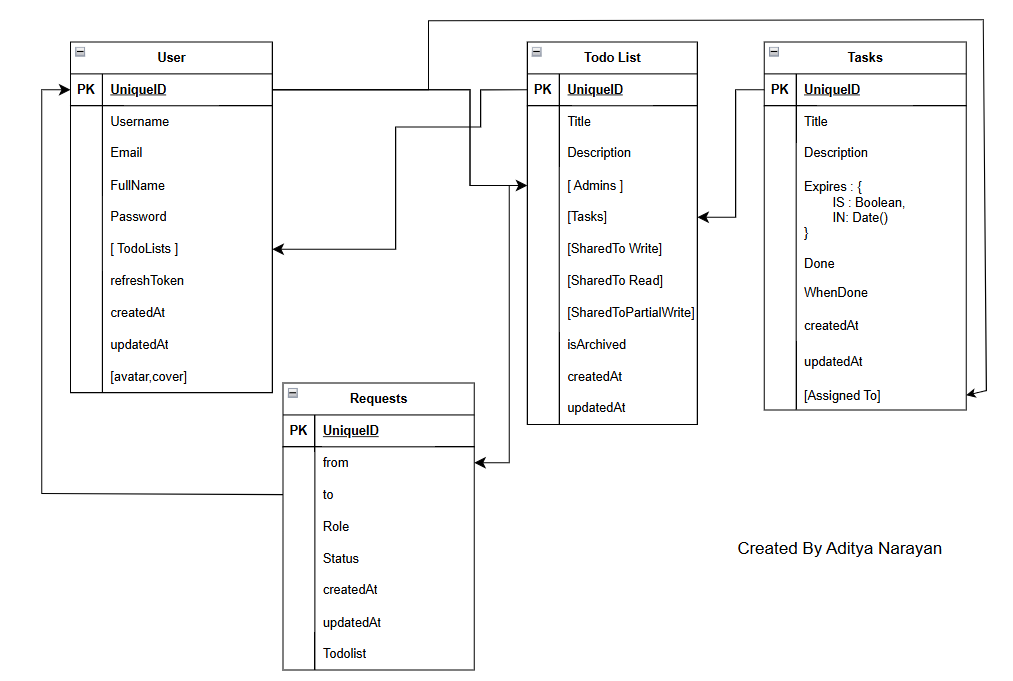 User
PK UniqueID
Username
Email
FullName
Password
[ TodoLists ]
refreshToken
createdAt
updatedAt
[avatar,cover]
Todo List
PK UniqueID
Title
Description
[ Admins ]
[Tasks]
[SharedTo Write]
[SharedTo Read]
[SharedToPartialWrite]
isArchived
createdAt
updatedAt
Tasks
PK UniqueID
Title
Description
Expires : {
IS : Boolean,
IN: Date()
}
Done
WhenDone
createdAt
updatedAt
[Assigned To]
Requests
PK UniqueID
from
to
Role
Status
createdAt
updatedAt
Todolist
Created By Aditya Narayan